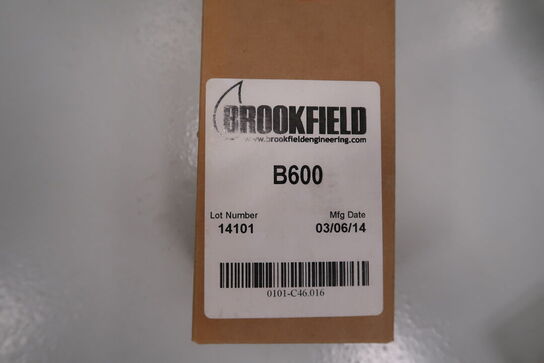 BROOKFIELD
www.brookfieldengineering.com
B600
Lot Number Mfg Date
14101 03/06/14
0101-C46.016